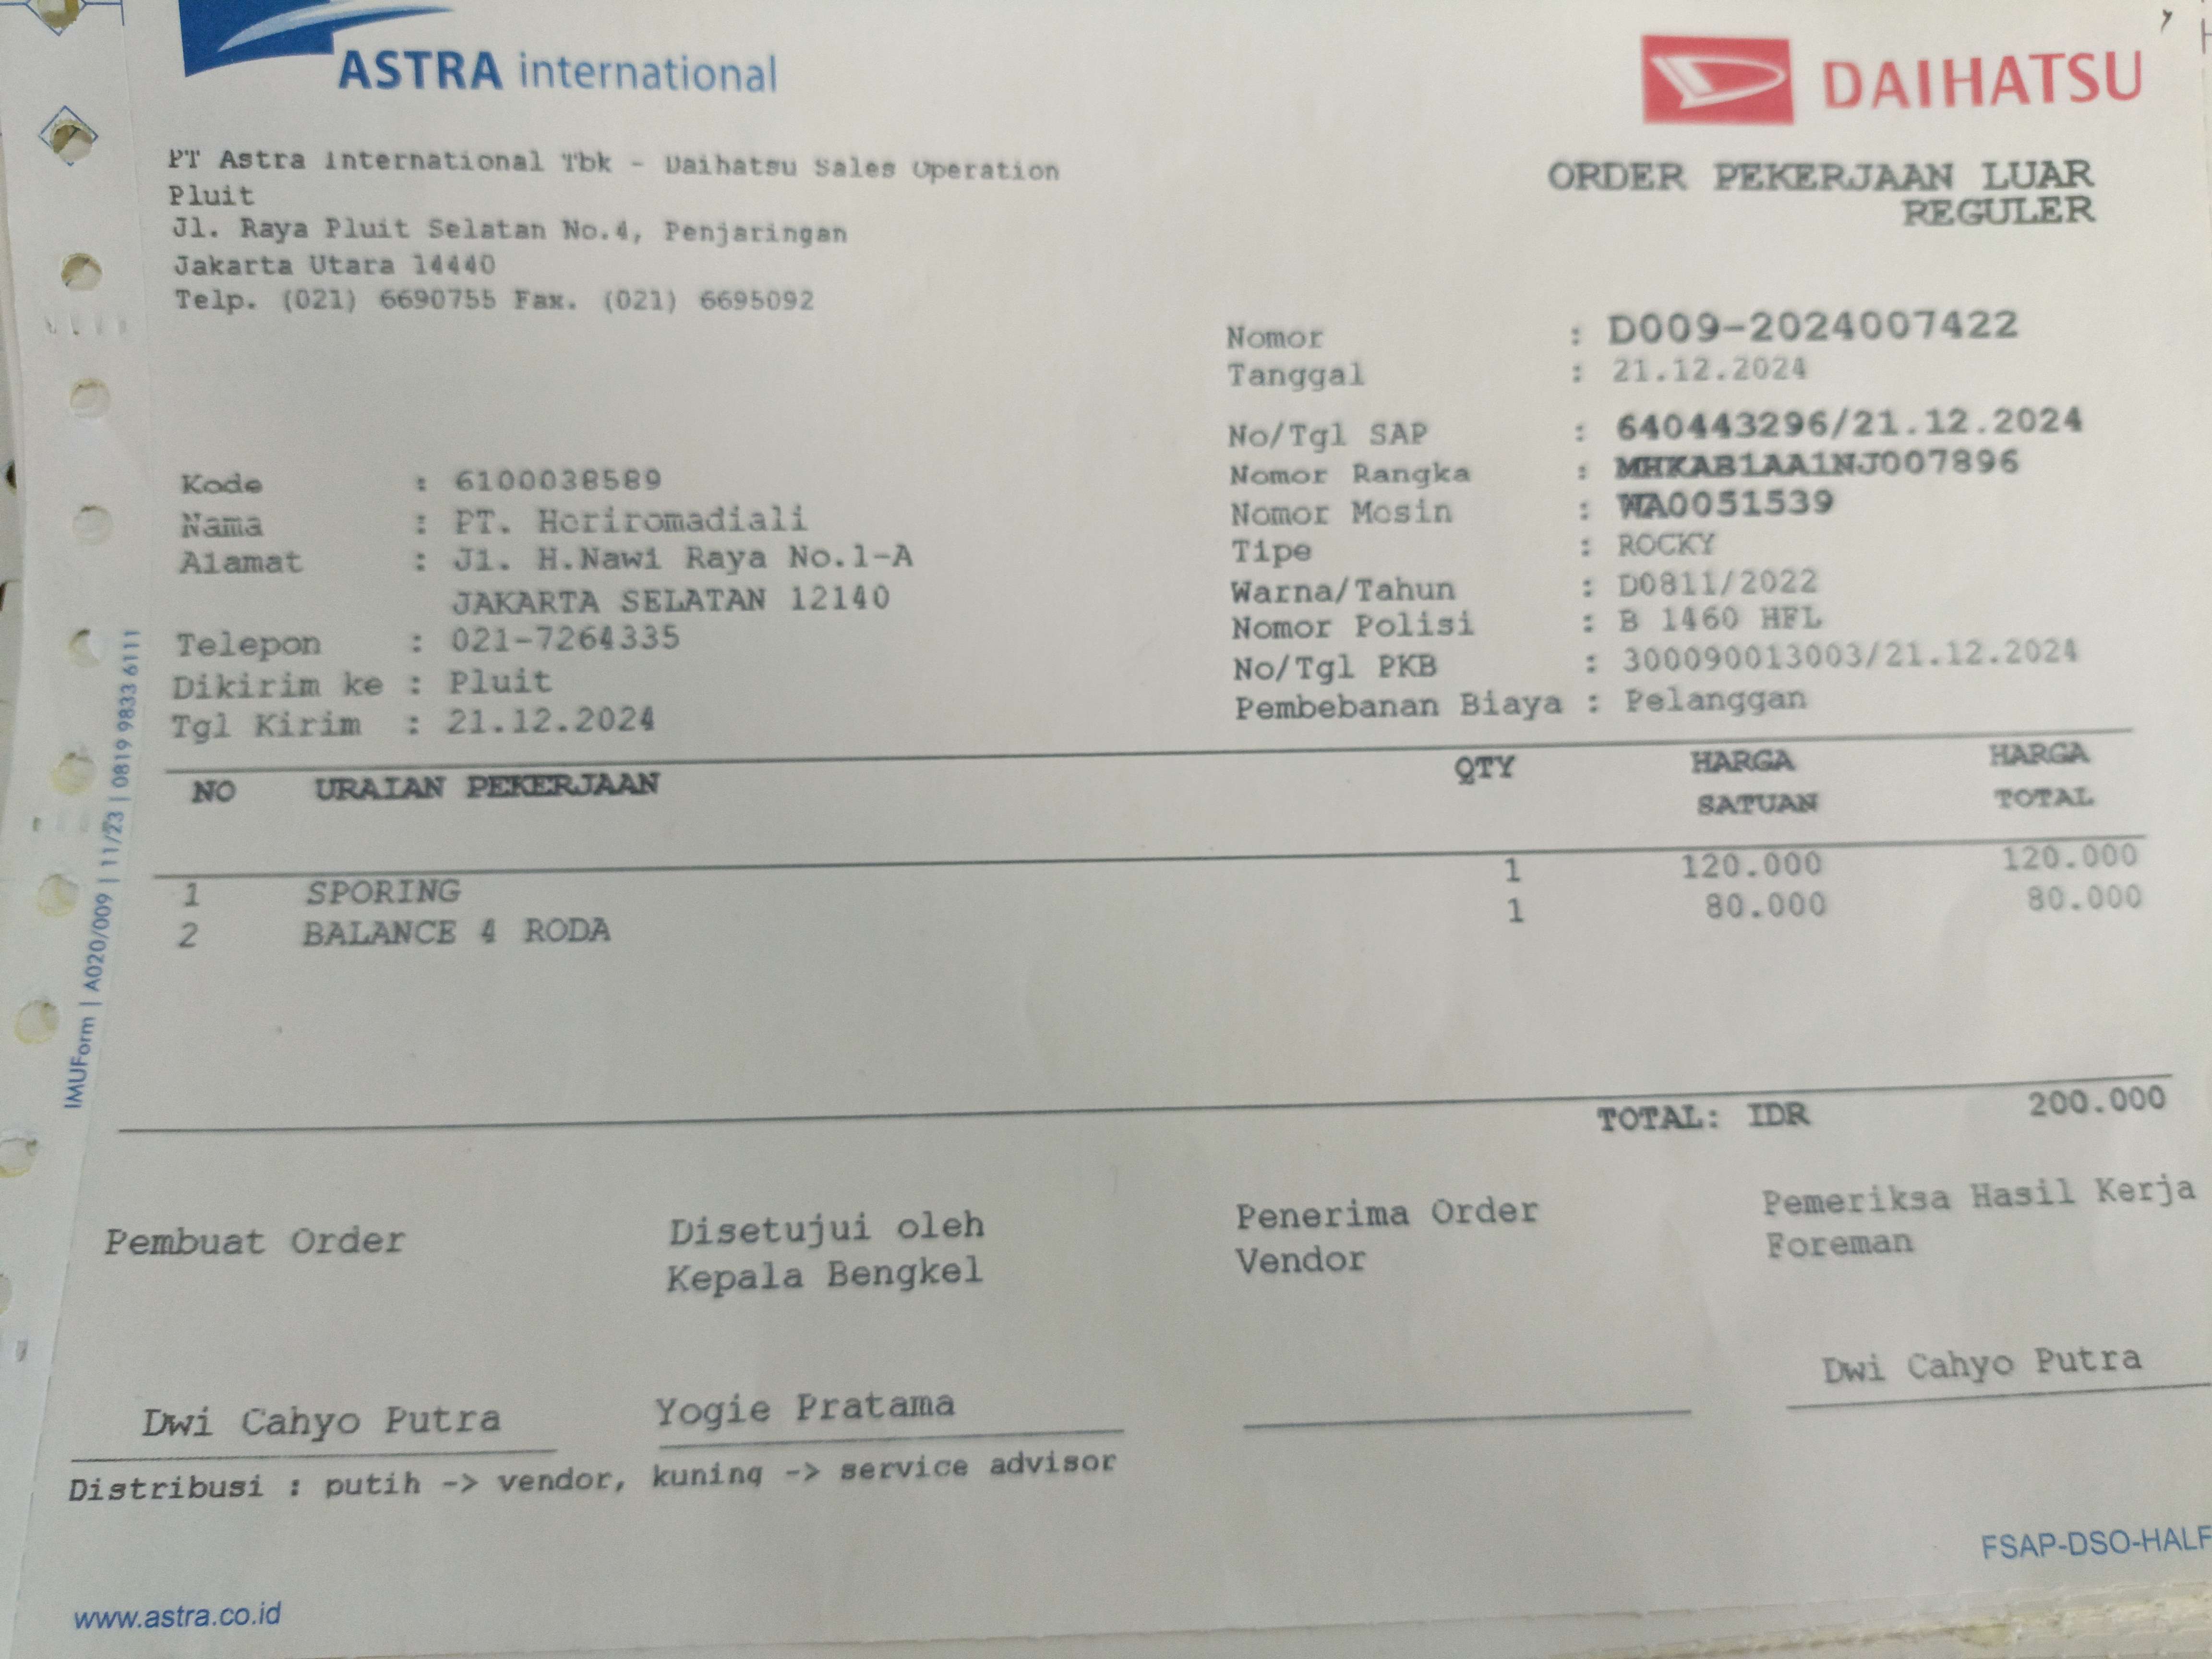 ASTRA international
DAIHATSU
PT Astra International Tbk - Daihatsu Sales Operation
Pluit
Jl. Raya Pluit Selatan No.4, Penjaringan
Jakarta Utara 14440
Telp. (021) 6690755 Fax. (021) 6695092
ORDER PEKERJAAN LUAR
REGULER
Nomor : D009-2024007422
Tanggal : 21.12.2024
No/Tgl SAP : 640443296/21.12.2024
Nomor Rangka : MHKAB1AA1NJ007896
Nomor Mesin : WA0051539
Tipe : ROCKY
Warna/Tahun : D0811/2022
Nomor Polisi : B 1460 HFL
No/Tgl PKB : 300090013003/21.12.2024
Pembebanan Biaya : Pelanggan
Kode : 6100038589
Nama : PT. Heriromadiali
Alamat : Jl. H.Nawi Raya No.1-A
JAKARTA SELATAN 12140
Telepon : 021-7264335
Dikirim ke : Pluit
Tgl Kirim : 21.12.2024
NO URAIAN PEKERJAAN QTY HARGA SATUAN HARGA TOTAL
1 SPORING 1 120.000 120.000
2 BALANCE 4 RODA 1 80.000 80.000
TOTAL: IDR 200.000
Pembuat Order
Disetujui oleh
Kepala Bengkel
Penerima Order
Vendor
Pemeriksa Hasil Kerja
Foreman
Dwi Cahyo Putra
Yogie Pratama
Dwi Cahyo Putra
Distribusi : putih -> vendor, kuning -> service advisor
FSAP-DSO-HALF
www.astra.co.id
IMUForm | A020/009 | 11/23 | 0819 9833 6111